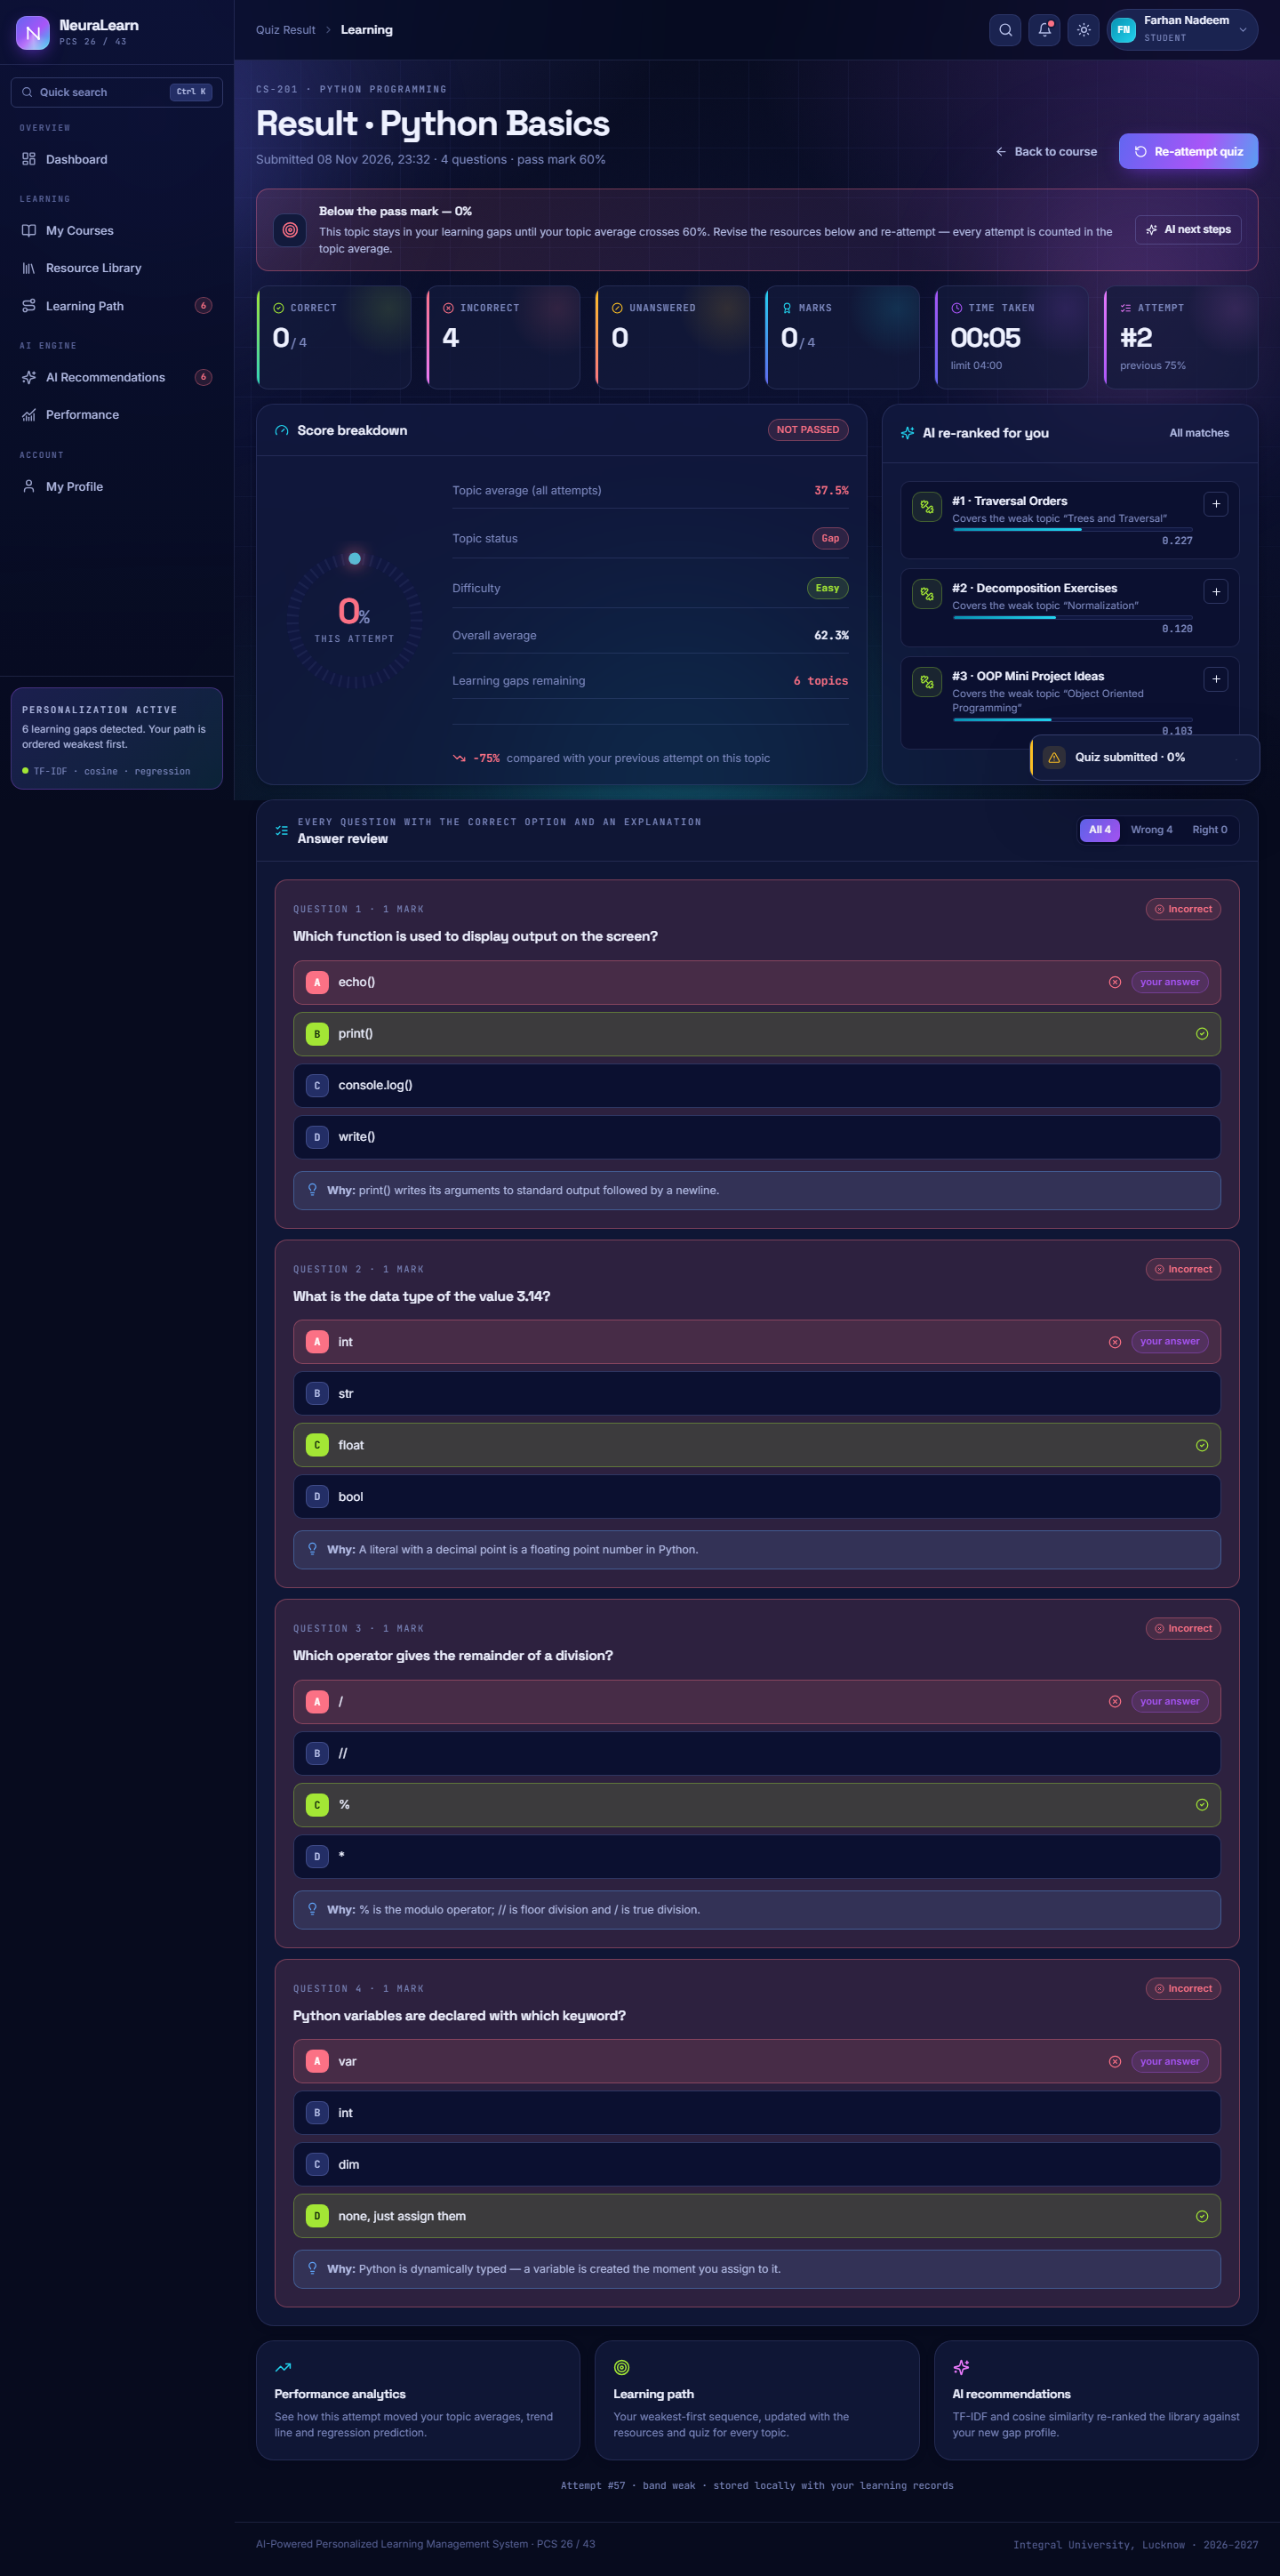 NeuraLearn
PCS 26 / 43
Quick search
Ctrl K
OVERVIEW
Dashboard
LEARNING
My Courses
Resource Library
Learning Path
6
AI ENGINE
AI Recommendations
6
Performance
ACCOUNT
My Profile
PERSONALIZATION ACTIVE
6 learning gaps detected. Your path is
ordered weakest first.
TF-IDF · cosine · regression
Quiz Result
Learning
FN
Farhan Nadeem
STUDENT
CS-201 · PYTHON PROGRAMMING
Result · Python Basics
Submitted 08 Nov 2026, 23:32 · 4 questions · pass mark 60%
Back to course
Re-attempt quiz
Below the pass mark — 0%
This topic stays in your learning gaps until your topic average crosses 60%. Revise the resources below and re-attempt — every attempt is counted in the
topic average.
AI next steps
CORRECT
0 / 4
INCORRECT
4
UNANSWERED
0
MARKS
0 / 4
TIME TAKEN
00:05
limit 04:00
ATTEMPT
#2
previous 75%
Score breakdown
NOT PASSED
0%
THIS ATTEMPT
Topic average (all attempts)
37.5%
Topic status
Gap
Difficulty
Easy
Overall average
62.3%
Learning gaps remaining
6 topics
-75% compared with your previous attempt on this topic
AI re-ranked for you
All matches
#1 · Traversal Orders
Covers the weak topic “Trees and Traversal”
0.227
#2 · Decomposition Exercises
Covers the weak topic “Normalization”
0.120
#3 · OOP Mini Project Ideas
Covers the weak topic “Object Oriented
Programming”
0.103
Quiz submitted · 0%
EVERY QUESTION WITH THE CORRECT OPTION AND AN EXPLANATION
Answer review
All 4
Wrong 4
Right 0
QUESTION 1 · 1 MARK
Incorrect
Which function is used to display output on the screen?
A
echo()
your answer
B
print()
C
console.log()
D
write()
Why: print() writes its arguments to standard output followed by a newline.
QUESTION 2 · 1 MARK
Incorrect
What is the data type of the value 3.14?
A
int
your answer
B
str
C
float
D
bool
Why: A literal with a decimal point is a floating point number in Python.
QUESTION 3 · 1 MARK
Incorrect
Which operator gives the remainder of a division?
A
/
your answer
B
//
C
%
D
*
Why: % is the modulo operator; // is floor division and / is true division.
QUESTION 4 · 1 MARK
Incorrect
Python variables are declared with which keyword?
A
var
your answer
B
int
C
dim
D
none, just assign them
Why: Python is dynamically typed — a variable is created the moment you assign to it.
Performance analytics
See how this attempt moved your topic averages, trend
line and regression prediction.
Learning path
Your weakest-first sequence, updated with the
resources and quiz for every topic.
AI recommendations
TF-IDF and cosine similarity re-ranked the library against
your new gap profile.
Attempt #57 · band weak · stored locally with your learning records
AI-Powered Personalized Learning Management System · PCS 26 / 43
Integral University, Lucknow · 2026–2027